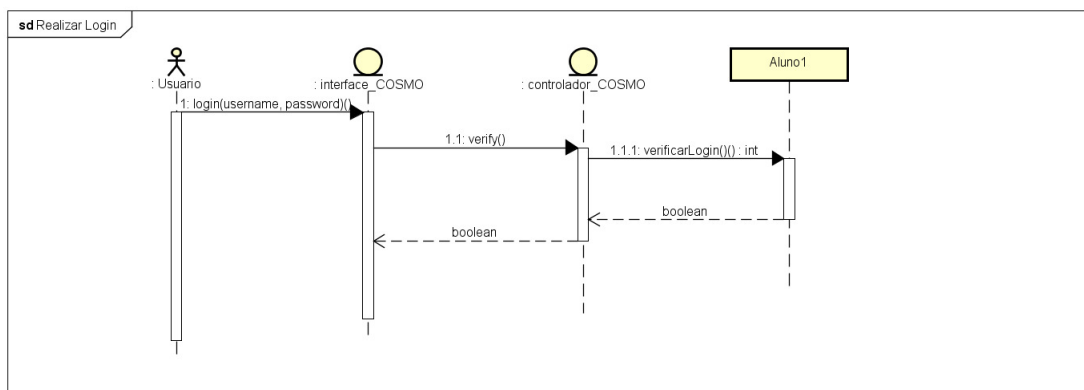 sd Realizar Login
Aluno1
: Usuario
: interface_COSMO
: controlador_COSMO
1: login(username, password)()
1.1: verify()
1.1.1: verificarLogin()() : int
boolean
boolean